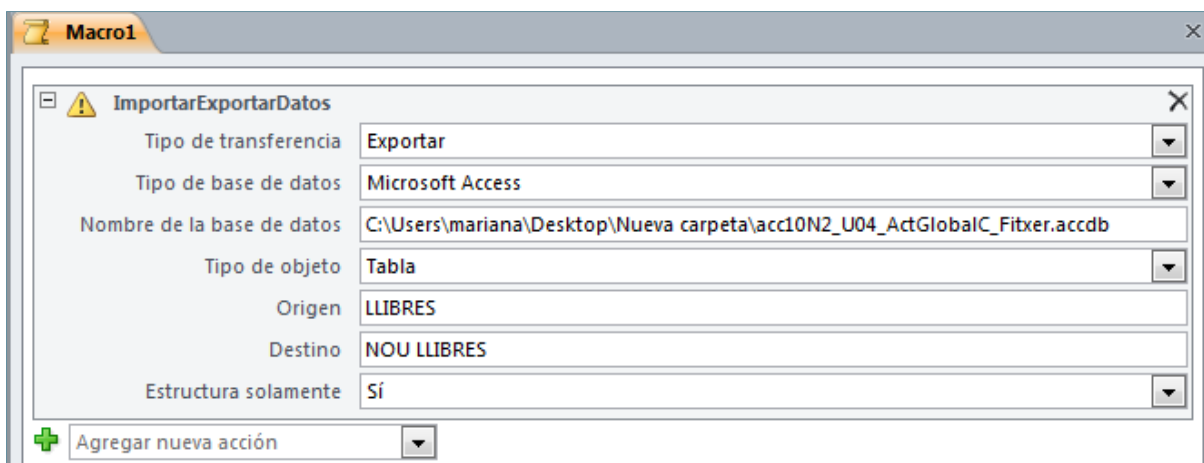 Macro1
ImportarExportarDatos
Tipo de transferencia Exportar
Tipo de base de datos Microsoft Access
Nombre de la base de datos C:\Users\mariana\Desktop\Nueva carpeta\acc10N2_U04_ActGlobalC_Fitxer.accdb
Tipo de objeto Tabla
Origen LLIBRES
Destino NOU LLIBRES
Estructura solamente Sí
Agregar nueva acción